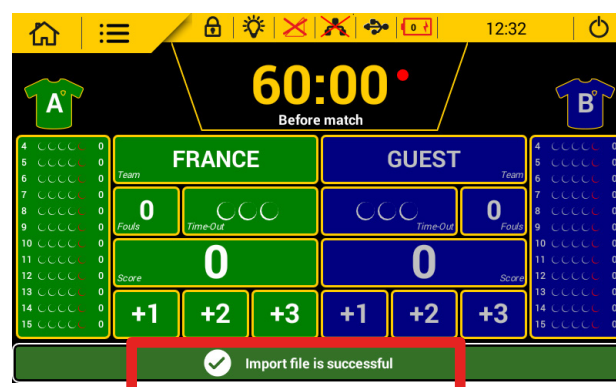 0
12:32
60:00
Before match
A
B
FRANCE
Team
GUEST
Team
0
Fouls
Time-Out
Time-Out
0
Fouls
0
Score
0
Score
+1 +2 +3
+1 +2 +3
4 0
5 0
6 0
7 0
8 0
9 0
10 0
11 0
12 0
13 0
14 0
15 0
4 0
5 0
6 0
7 0
8 0
9 0
10 0
11 0
12 0
13 0
14 0
15 0
Import file is successful